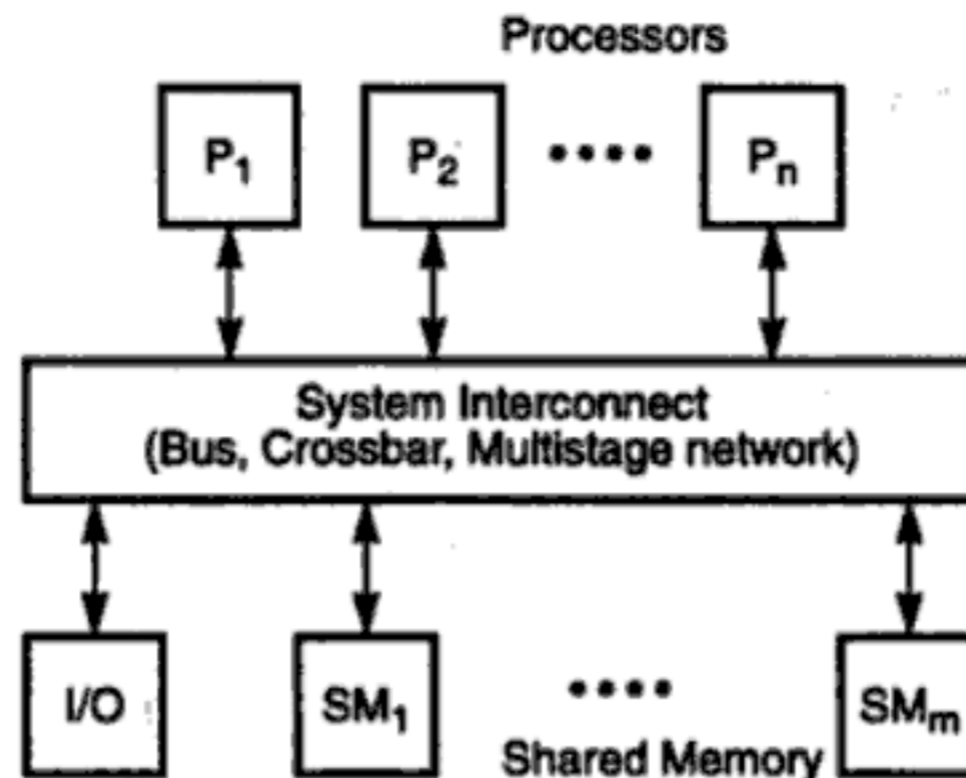 Processors
P1 P2 Pn
System Interconnect
(Bus, Crossbar, Multistage network)
I/O SM1 SMm
Shared Memory